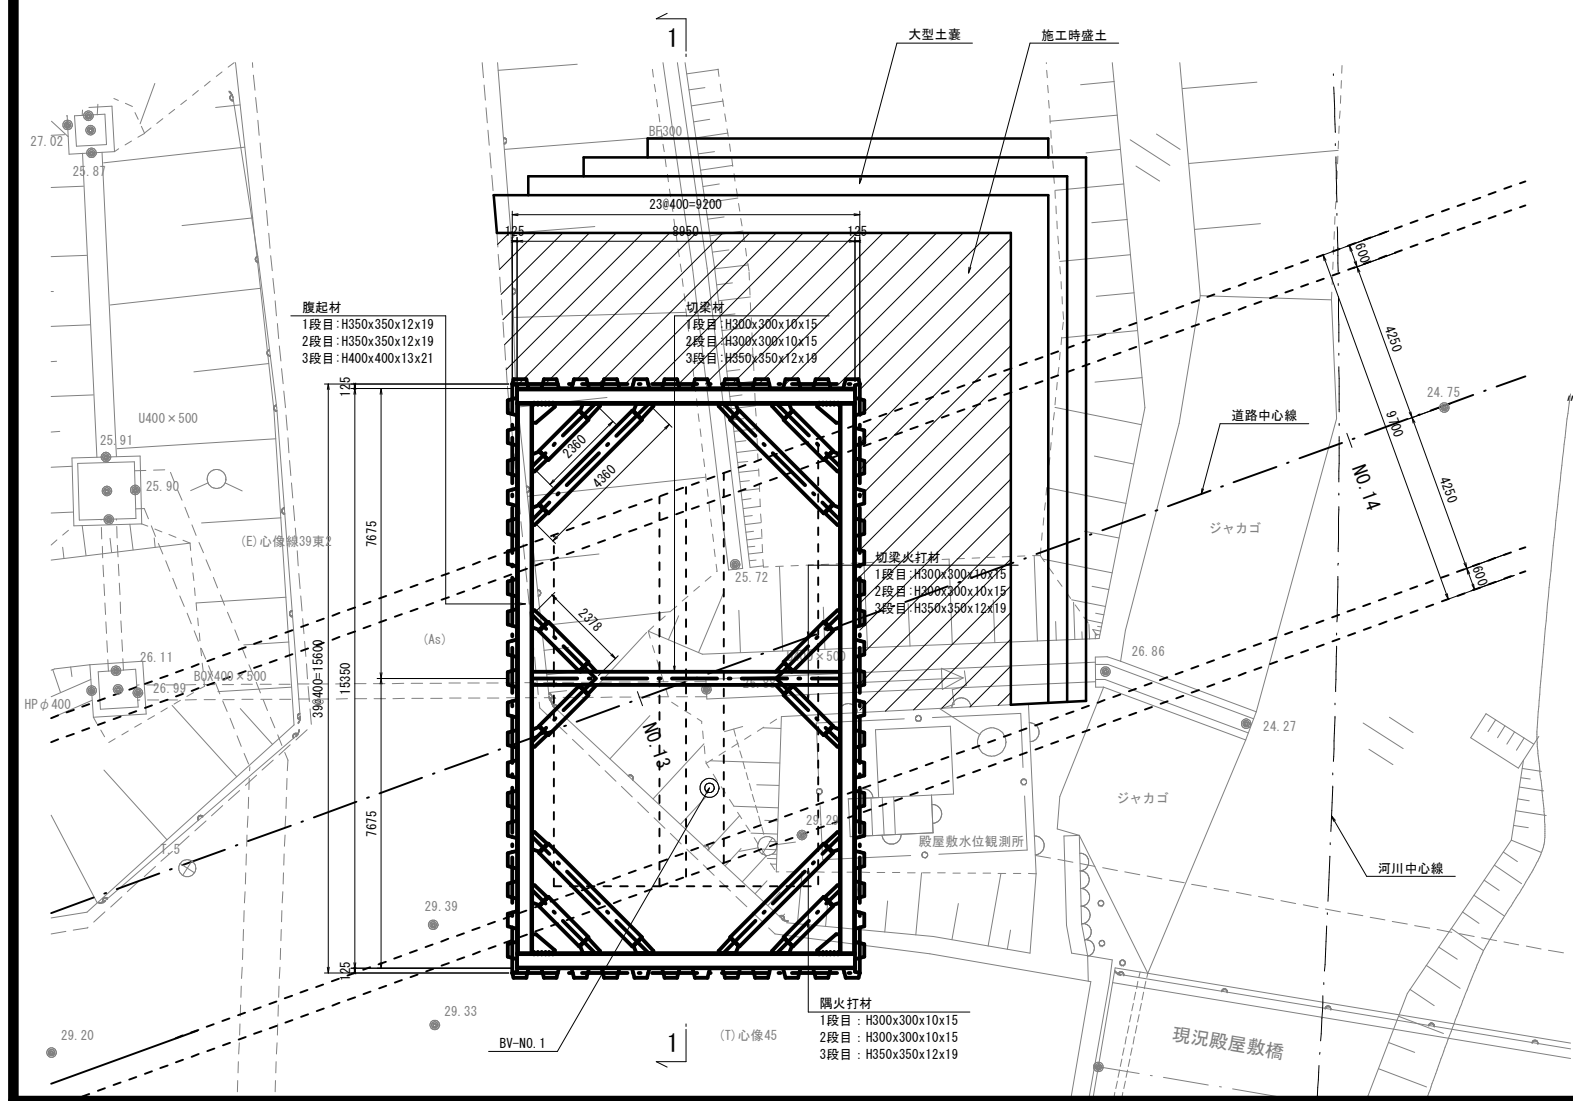 1
大型土嚢
施工時盛土
BF300
27.02
25.87
23@400=9200
125
8950
125
600
腹起材
1段目:H350x350x12x19
2段目:H350x350x12x19
3段目:H400x400x13x21
切梁材
1段目:H300x300x10x15
2段目:H300x300x10x15
3段目:H350x350x12x19
4250
125
24.75
U400×500
道路中心線
9700
25.91
2360
4360
25.90
NO.14
4250
7675
ジャカゴ
(E)心像線39東2
切梁火打材
1段目:H300x300x10x15
2段目:H300x300x10x15
3段目:H350x350x12x19
25.72
600
2378
(As)
26.11
26.86
×500
BOX400×500
26.99
HPφ400
39@400=15600
15350
24.27
NO.13
ジャカゴ
29.29
殿屋敷水位観測所
7675
T.5
河川中心線
29.39
125
隅火打材
1段目:H300x300x10x15
2段目:H300x300x10x15
3段目:H350x350x12x19
29.33
29.20
BV-NO.1
1
(T)心像45
現況殿屋敷橋